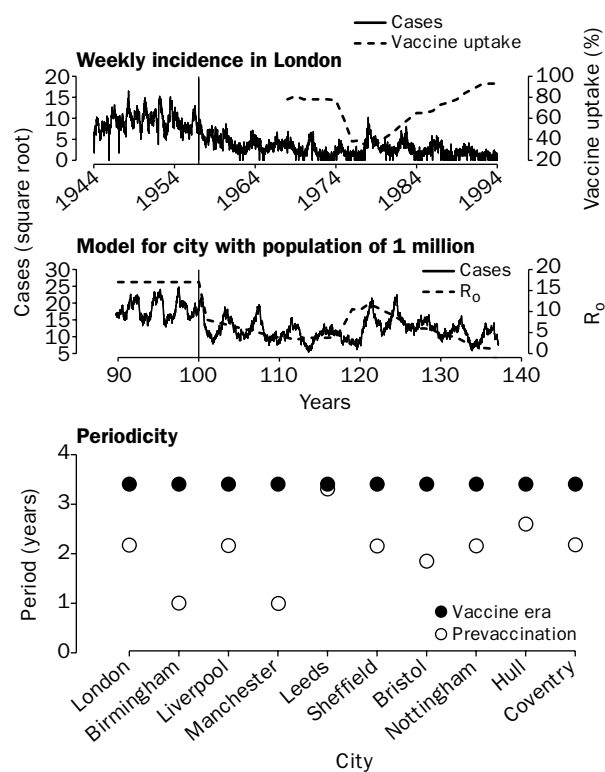 Cases
Vaccine uptake
Weekly incidence in London
20
15
10
5
0
100
80
60
40
20
1944
1954
1964
1974
1984
1994
Cases (square root)
Vaccine uptake (%)
Model for city with population of 1 million
Cases
Ro
30
25
20
15
10
5
20
15
10
5
0
Ro
90
100
110
120
130
140
Years
Periodicity
4
3
2
1
0
Period (years)
Vaccine era
Prevaccination
London
Birmingham
Liverpool
Manchester
Leeds
Sheffield
Bristol
Nottingham
Hull
Coventry
City